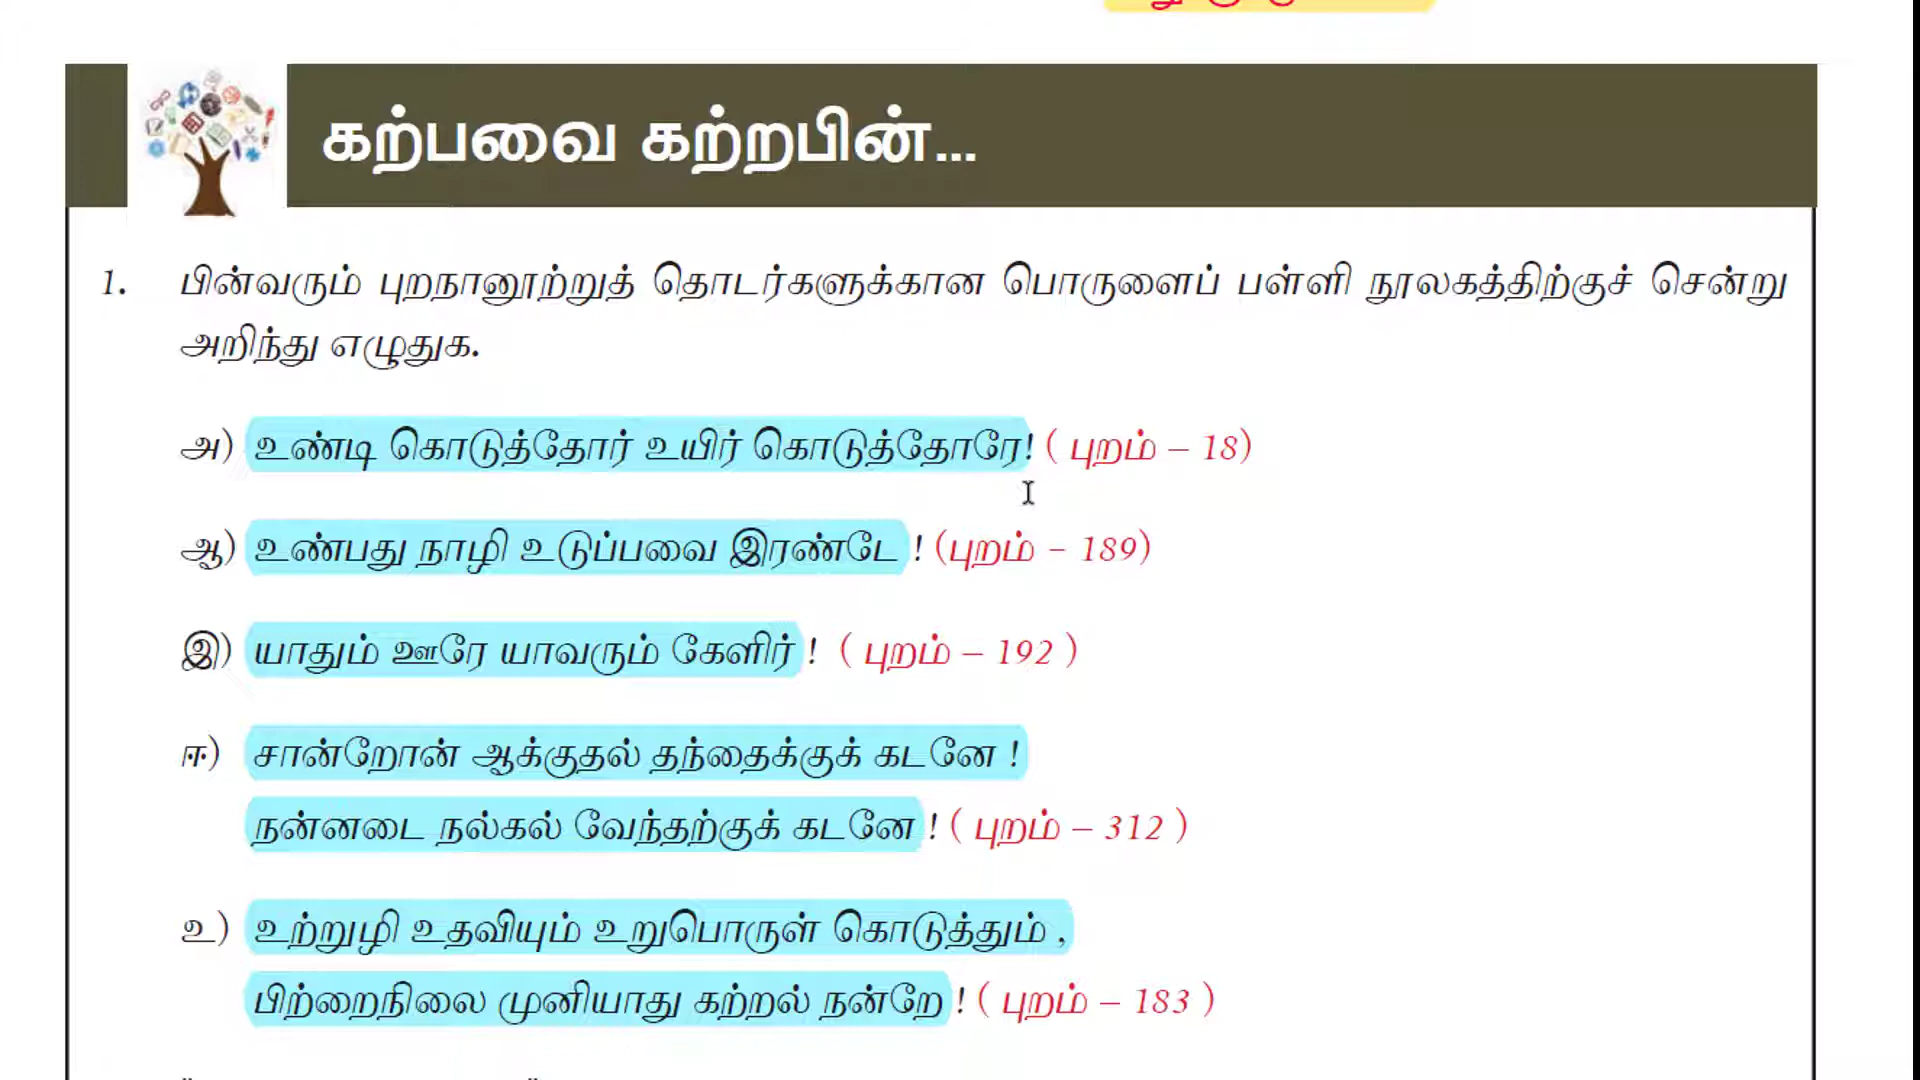 கற்பவை கற்றபின்...
1. பின்வரும் புறநானூற்றுத் தொடர்களுக்கான பொருளைப் பள்ளி நூலகத்திற்குச் சென்று
அறிந்து எழுதுக.
அ) உண்டி கொடுத்தோர் உயிர் கொடுத்தோரே! ( புறம் – 18)
ஆ) உண்பது நாழி உடுப்பவை இரண்டே ! (புறம் - 189)
இ) யாதும் ஊரே யாவரும் கேளிர் ! ( புறம் – 192 )
ஈ) சான்றோன் ஆக்குதல் தந்தைக்குக் கடனே !
நன்னடை நல்கல் வேந்தற்குக் கடனே ! ( புறம் – 312 )
உ) உற்றுழி உதவியும் உறுபொருள் கொடுத்தும் ,
பிற்றைநிலை முனியாது கற்றல் நன்றே ! ( புறம் – 183 )